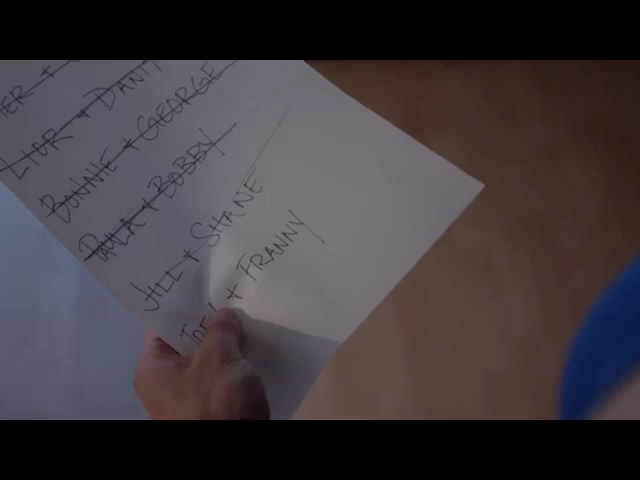 LIOR + DANI
BONNIE + GEORGE
PAULA + BOBBY
JILL + SHANE
+ FRANNY